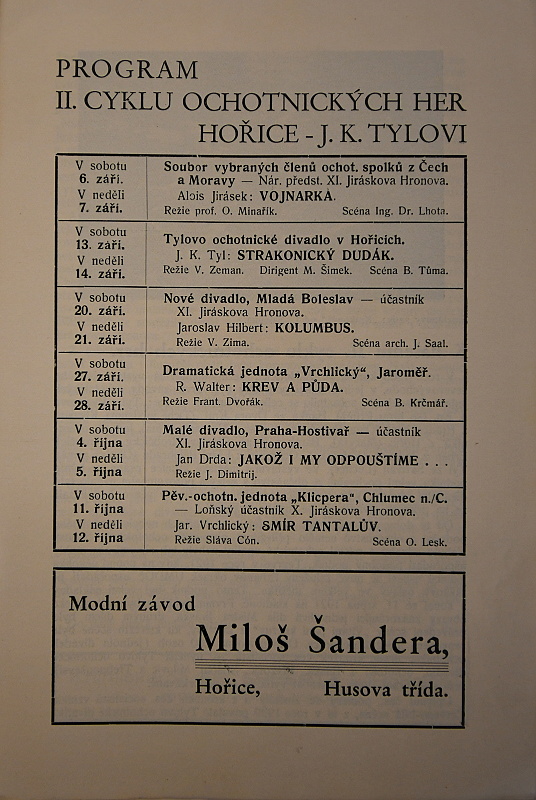 PROGRAM
II. CYKLU OCHOTNICKÝCH HER
HOŘICE - J. K. TYLOVI
V sobotu
6. září.
V neděli
7. září.
Soubor vybraných členů ochot. spolků z Čech
a Moravy — Nár. předst. XI. Jiráskova Hronova.
Alois Jirásek: VOJNARKA.
Režie prof. O. Minařík. Scéna Ing. Dr. Lhota.
V sobotu
13. září.
V neděli
14. září.
Tylovo ochotnické divadlo v Hořicích.
J. K. Tyl: STRAKONICKÝ DUDÁK.
Režie V. Zeman. Dirigent M. Šimek. Scéna B. Tůma.
V sobotu
20. září.
V neděli
21. září.
Nové divadlo, Mladá Boleslav — účastník
XI. Jiráskova Hronova.
Jaroslav Hilbert: KOLUMBUS.
Režie V. Zima. Scéna arch. J. Saal.
V sobotu
27. září.
V neděli
28. září.
Dramatická jednota „Vrchlický“, Jaroměř.
R. Walter: KREV A PŮDA.
Režie Frant. Dvořák. Scéna B. Krčmář.
V sobotu
4. října
V neděli
5. října
Malé divadlo, Praha-Hostivař — účastník
XI. Jiráskova Hronova.
Jan Drda: JAKOŽ I MY ODPOUŠTÍME . . .
Režie J. Dimitrij.
V sobotu
11. října
V neděli
12. října
Pěv.-ochotn. jednota „Klicpera“, Chlumec n./C.
— Loňský účastník X. Jiráskova Hronova.
Jar. Vrchlický: SMÍR TANTALŮV.
Režie Sláva Cón. Scéna O. Lesk.
Modní závod
Miloš Šandera,
Hořice, Husova třída.